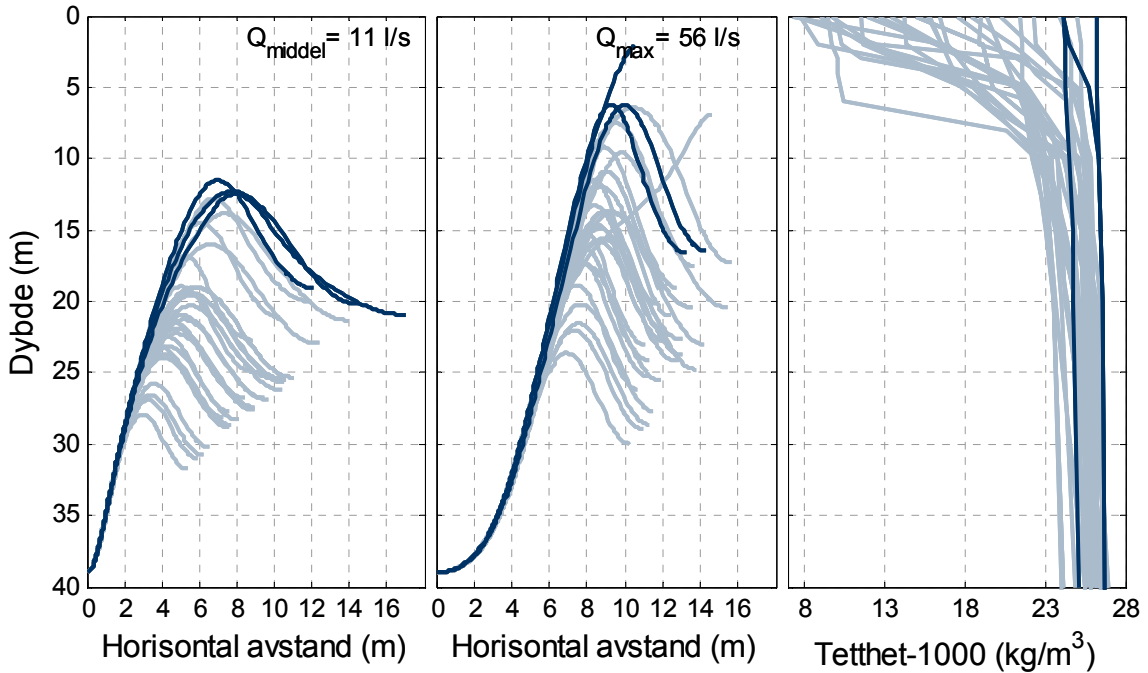 Q_middel = 11 l/s
Q_max = 56 l/s
0
5
10
15
20
25
30
35
40
Dybde (m)
0 2 4 6 8 10 12 14 16
0 2 4 6 8 10 12 14 16
8 13 18 23 28
Horisontal avstand (m)
Horisontal avstand (m)
Tetthet-1000 (kg/m³)